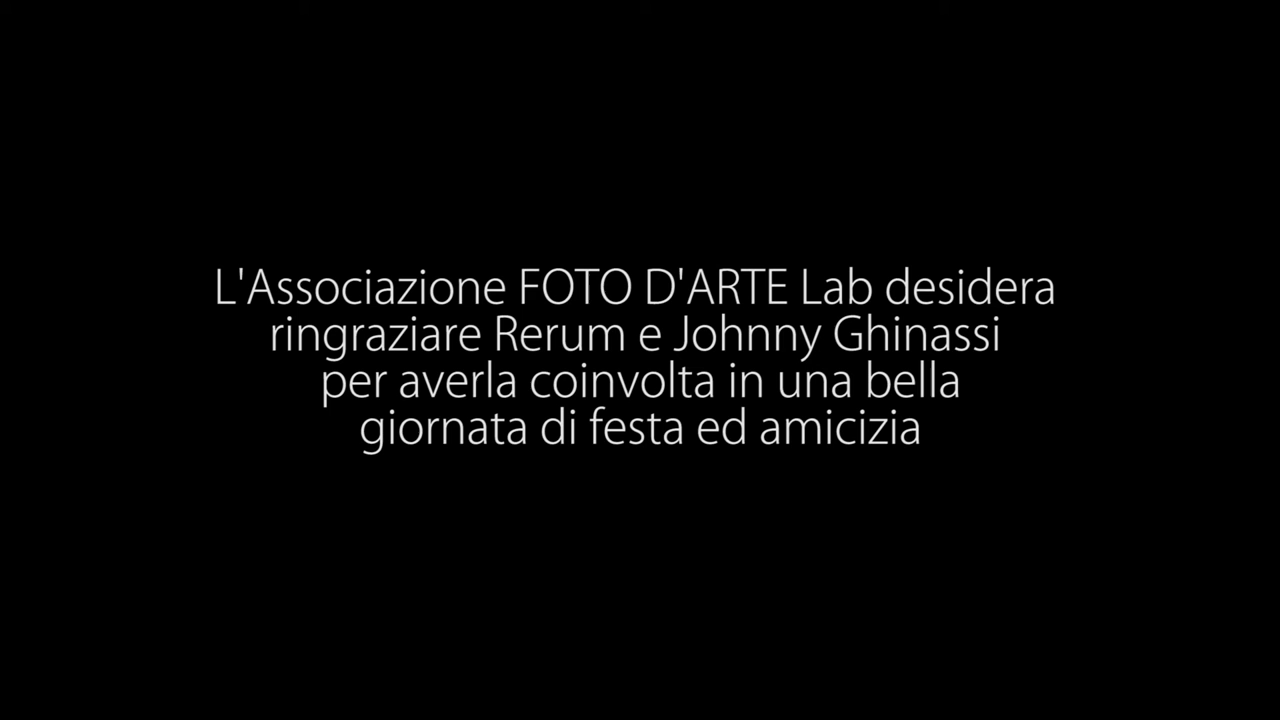 L'Associazione FOTO D'ARTE Lab desidera
ringraziare Rerum e Johnny Ghinassi
per averla coinvolta in una bella
giornata di festa ed amicizia